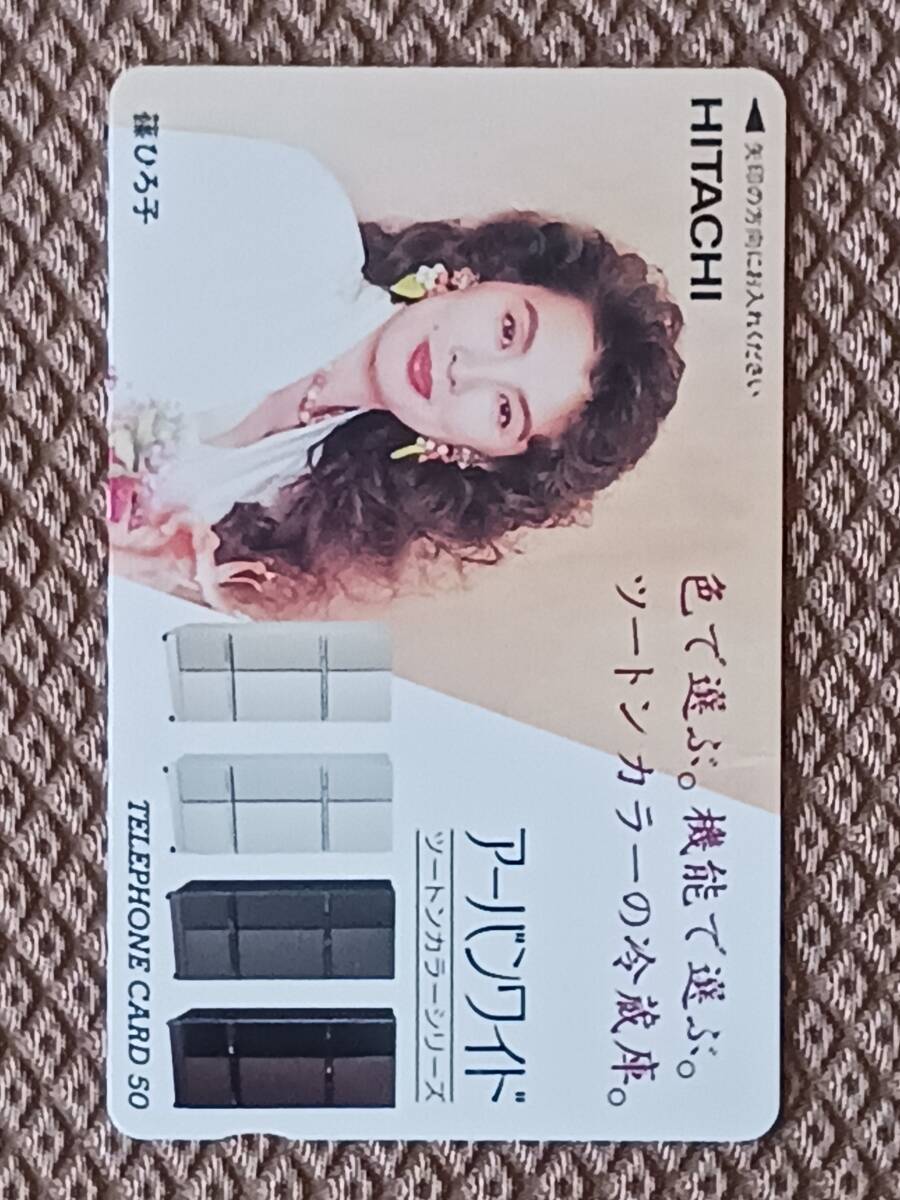 ◀ 矢印の方向にお入れください
HITACHI
色で選ぶ。機能で選ぶ。
ツートンカラーの冷蔵庫。
アーバンワイド
ツートンカラーシリーズ
篠ひろ子
TELEPHONE CARD 50